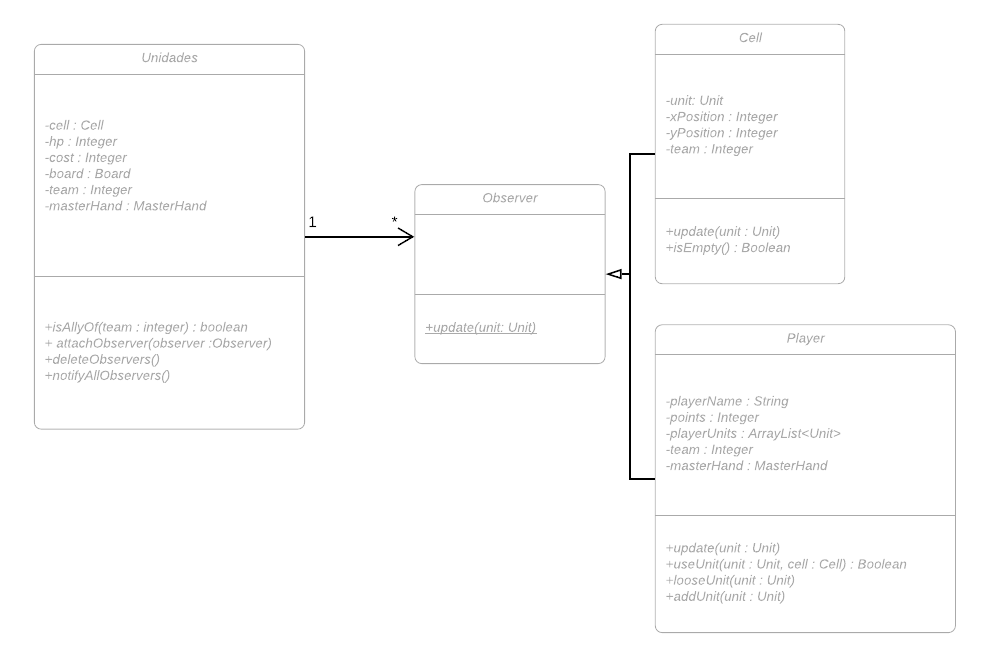 Unidades
-cell : Cell
-hp : Integer
-cost : Integer
-board : Board
-team : Integer
-masterHand : MasterHand
+isAllyOf(team : integer) : boolean
+ attachObserver(observer :Observer)
+deleteObservers()
+notifyAllObservers()
1
*
Observer
+update(unit: Unit)
Cell
-unit: Unit
-xPosition : Integer
-yPosition : Integer
-team : Integer
+update(unit : Unit)
+isEmpty() : Boolean
Player
-playerName : String
-points : Integer
-playerUnits : ArrayList<Unit>
-team : Integer
-masterHand : MasterHand
+update(unit : Unit)
+useUnit(unit : Unit, cell : Cell) : Boolean
+looseUnit(unit : Unit)
+addUnit(unit : Unit)